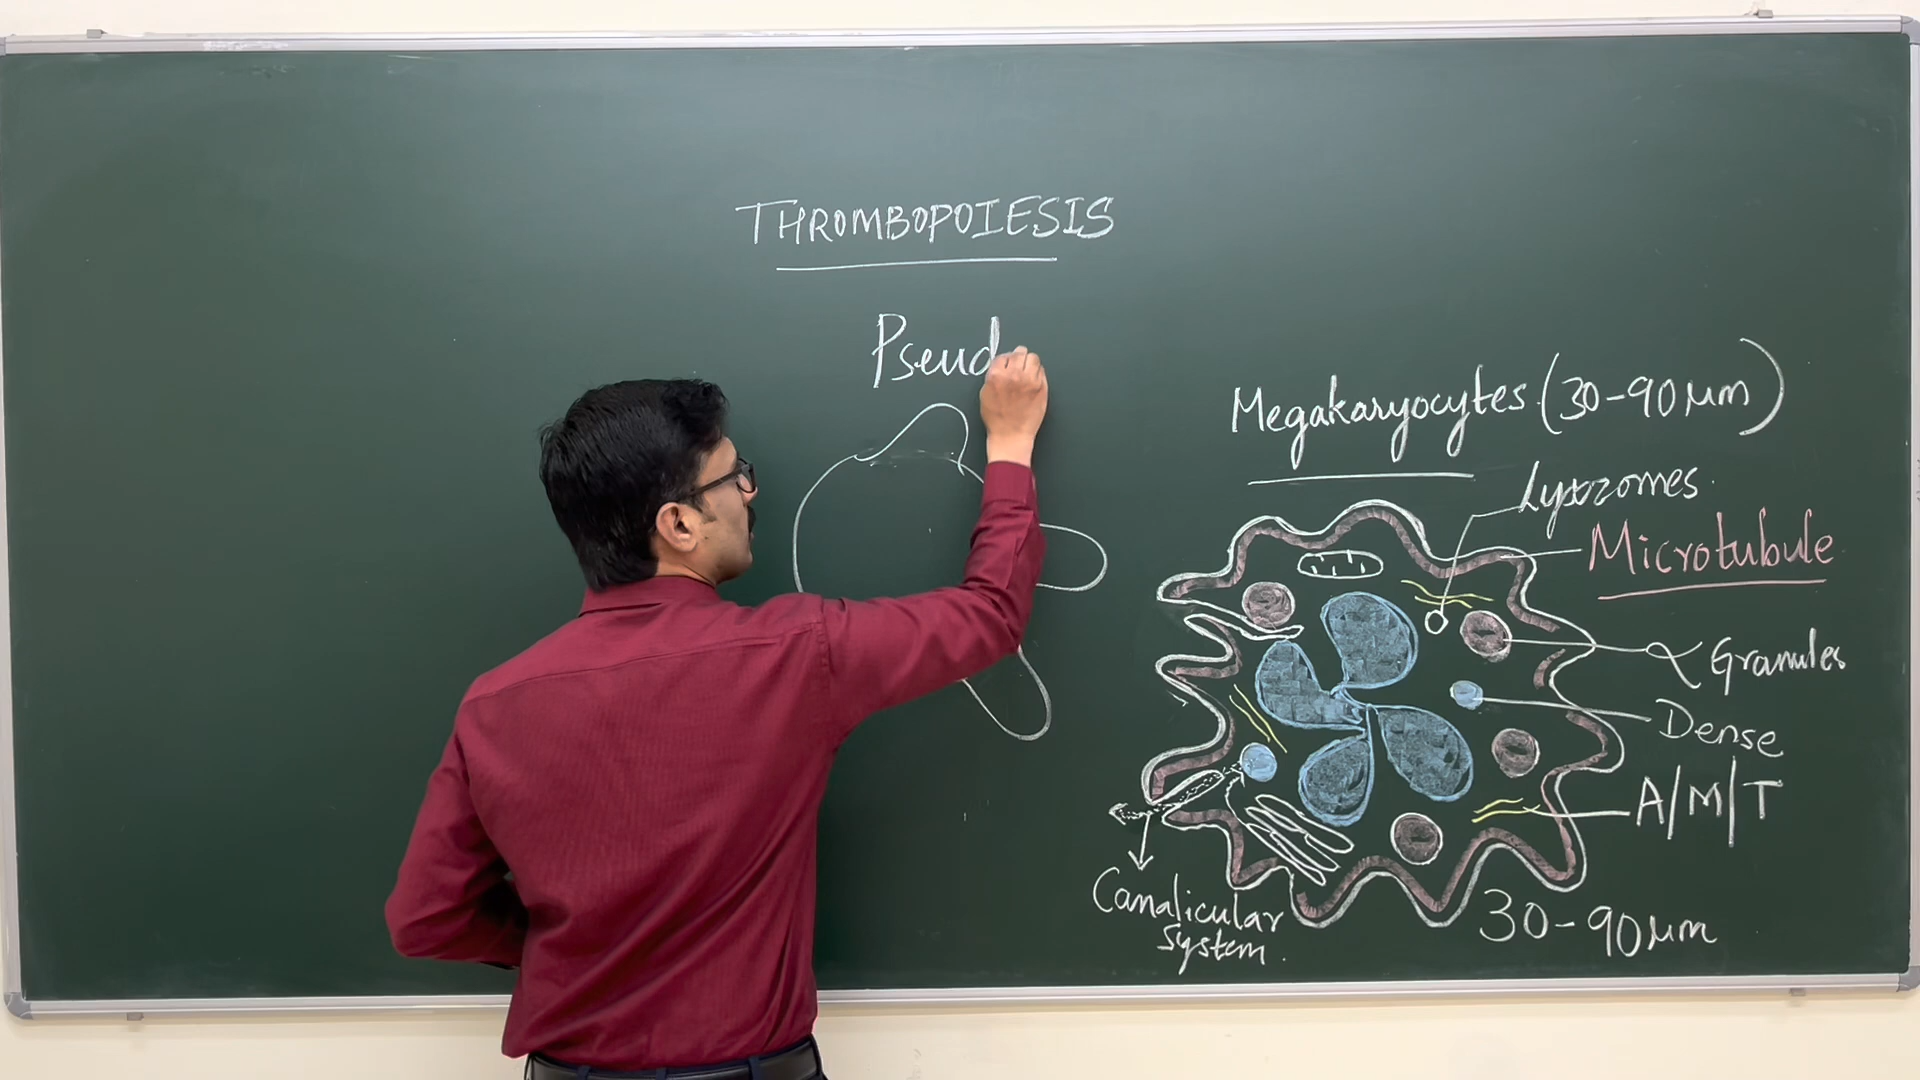 THROMBOPOIESIS
Pseud
Megakaryocytes (30-90 μm)
Lysozomes
Microtubule
α Granules
Dense
A/M/T
Canalicular
system.
30-90 μm